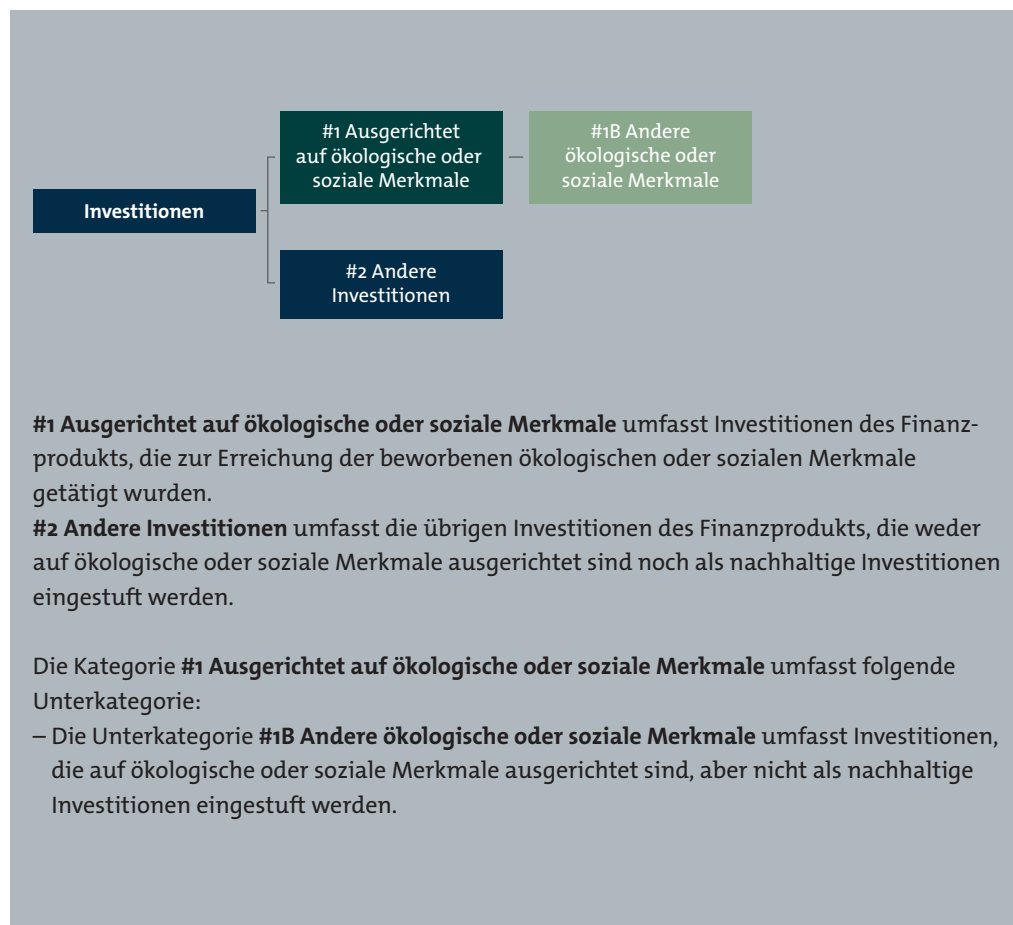 #1 Ausgerichtet
auf ökologische oder
soziale Merkmale
#1B Andere
ökologische oder
soziale Merkmale
Investitionen
#2 Andere
Investitionen
#1 Ausgerichtet auf ökologische oder soziale Merkmale umfasst Investitionen des Finanz-
produkts, die zur Erreichung der beworbenen ökologischen oder sozialen Merkmale
getätigt wurden.
#2 Andere Investitionen umfasst die übrigen Investitionen des Finanzprodukts, die weder
auf ökologische oder soziale Merkmale ausgerichtet sind noch als nachhaltige Investitionen
eingestuft werden.
Die Kategorie #1 Ausgerichtet auf ökologische oder soziale Merkmale umfasst folgende
Unterkategorie:
– Die Unterkategorie #1B Andere ökologische oder soziale Merkmale umfasst Investitionen,
die auf ökologische oder soziale Merkmale ausgerichtet sind, aber nicht als nachhaltige
Investitionen eingestuft werden.